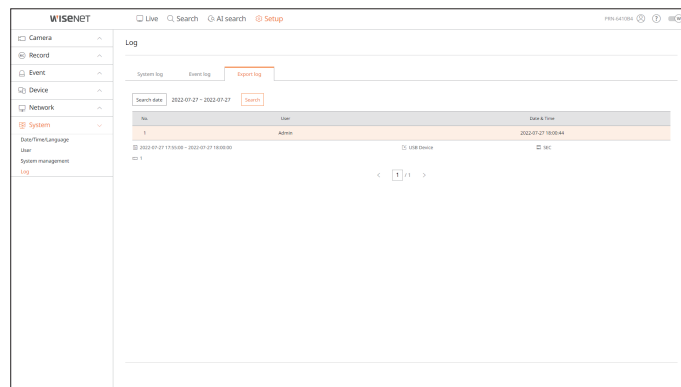 WISENET
Live Search AI search Setup
PRN-6410B4
Camera
Record
Event
Device
Network
System
Date/Time/Language
User
System management
Log
Log
System log Event log Export log
Search date 2022-07-27 ~ 2022-07-27 Search
No. User Date & Time
1 Admin 2022-07-27 18:00:44
2022-07-27 17:55:00 ~ 2022-07-27 18:00:00 USB Device SEC
1
< 1 / 1 >